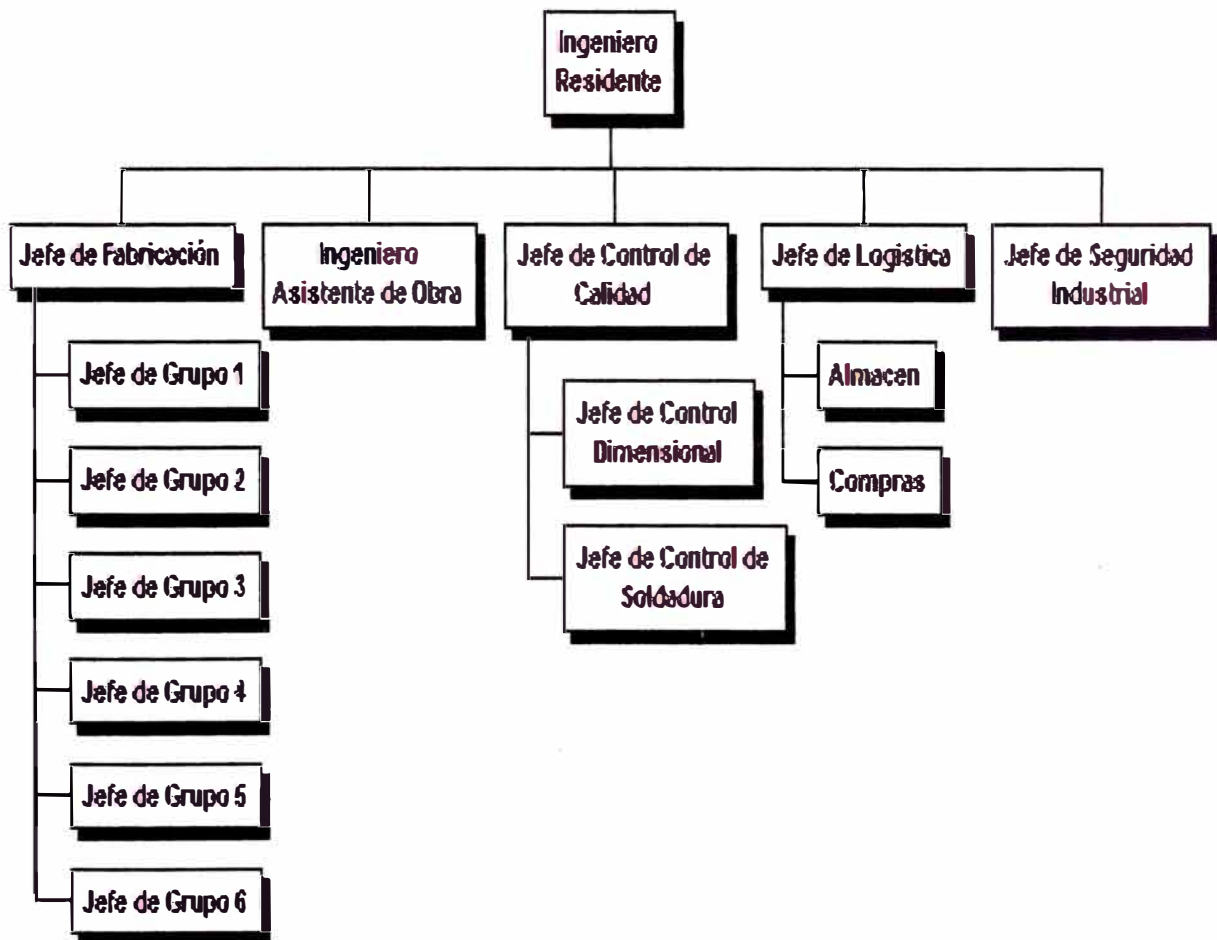 Ingeniero
Residente
Jefe de Fabricación
Ingeniero
Asistente de Obra
Jefe de Control de
Calidad
Jefe de Logistica
Jefe de Seguridad
Industrial
Jefe de Grupo 1
Jefe de Grupo 2
Jefe de Grupo 3
Jefe de Grupo 4
Jefe de Grupo 5
Jefe de Grupo 6
Jefe de Control
Dimensional
Jefe de Control de
Soldadura
Almacen
Compras